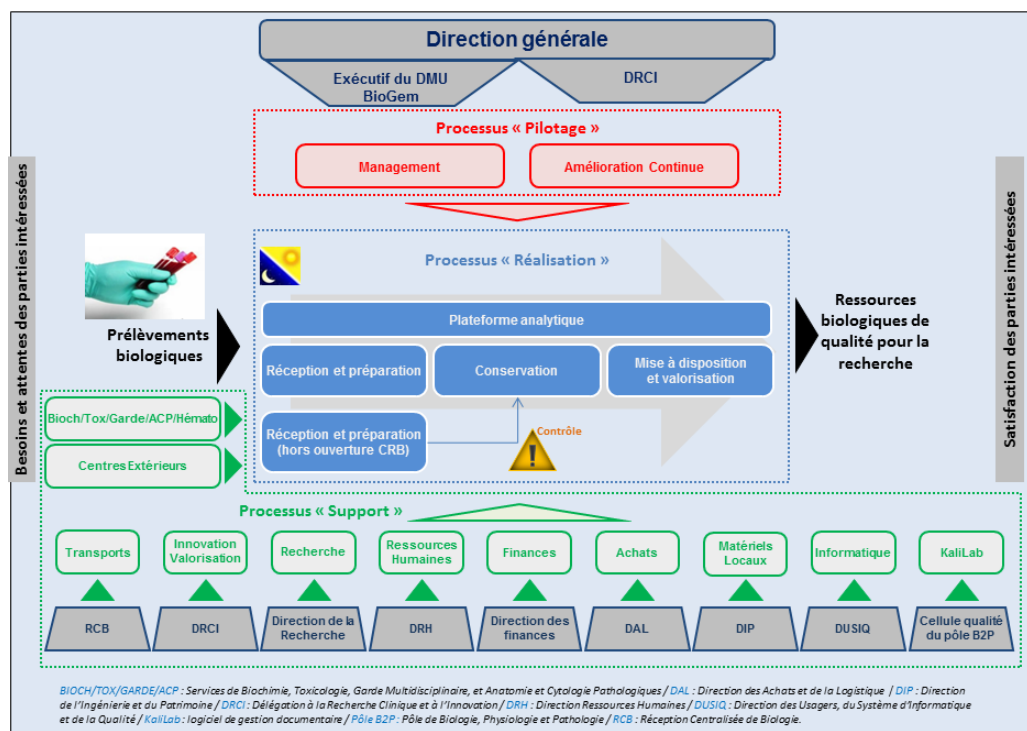 Direction générale
Exécutif du DMU
BioGem
DRCI
Processus « Pilotage »
Management
Amélioration Continue
Besoins et attentes des parties intéressées
Satisfaction des parties intéressées
Processus « Réalisation »
Prélèvements
biologiques
Plateforme analytique
Réception et préparation
Conservation
Mise à disposition
et valorisation
Ressources
biologiques de
qualité pour la
recherche
Bioch/Tox/Garde/ACP/Hémato
Centres Extérieurs
Réception et préparation
(hors ouverture CRB)
Contrôle
Processus « Support »
Transports
Innovation
Valorisation
Recherche
Ressources
Humaines
Finances
Achats
Matériels
Locaux
Informatique
KaliLab
RCB
DRCI
Direction de la
Recherche
DRH
Direction des
finances
DAL
DIP
DUSIQ
Cellule qualité
du pôle B2P
BIOCH/TOX/GARDE/ACP : Services de Biochimie, Toxicologie, Garde Multidisciplinaire, et Anatomie et Cytologie Pathologiques / DAL : Direction des Achats et de la Logistique / DIP : Direction
de l'Ingénierie et du Patrimoine / DRCI : Délégation à la Recherche Clinique et à l'Innovation / DRH : Direction Ressources Humaines / DUSIQ : Direction des Usagers, du Système d'Informatique
et de la Qualité / KaliLab : logiciel de gestion documentaire / Pôle B2P : Pôle de Biologie, Physiologie et Pathologie / RCB : Réception Centralisée de Biologie.